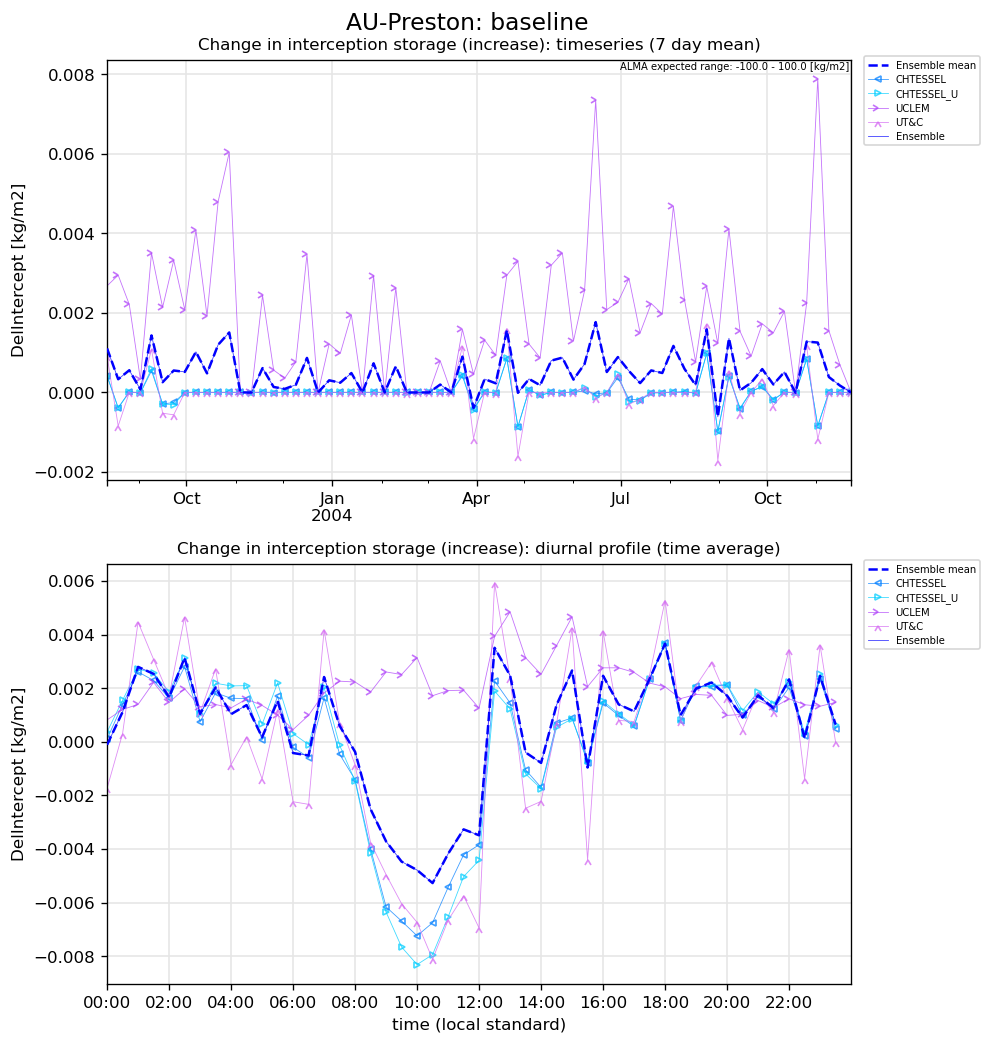 AU-Preston: baseline
Change in interception storage (increase): timeseries (7 day mean)
ALMA expected range: -100.0 - 100.0 [kg/m2]
Ensemble mean
CHTESSEL
CHTESSEL_U
UCLEM
UT&C
Ensemble
DelIntercept [kg/m2]
0.008
0.006
0.004
0.002
0.000
−0.002
Oct
Jan
2004
Apr
Jul
Oct
Change in interception storage (increase): diurnal profile (time average)
Ensemble mean
CHTESSEL
CHTESSEL_U
UCLEM
UT&C
Ensemble
DelIntercept [kg/m2]
0.006
0.004
0.002
0.000
−0.002
−0.004
−0.006
−0.008
00:00 02:00 04:00 06:00 08:00 10:00 12:00 14:00 16:00 18:00 20:00 22:00
time (local standard)